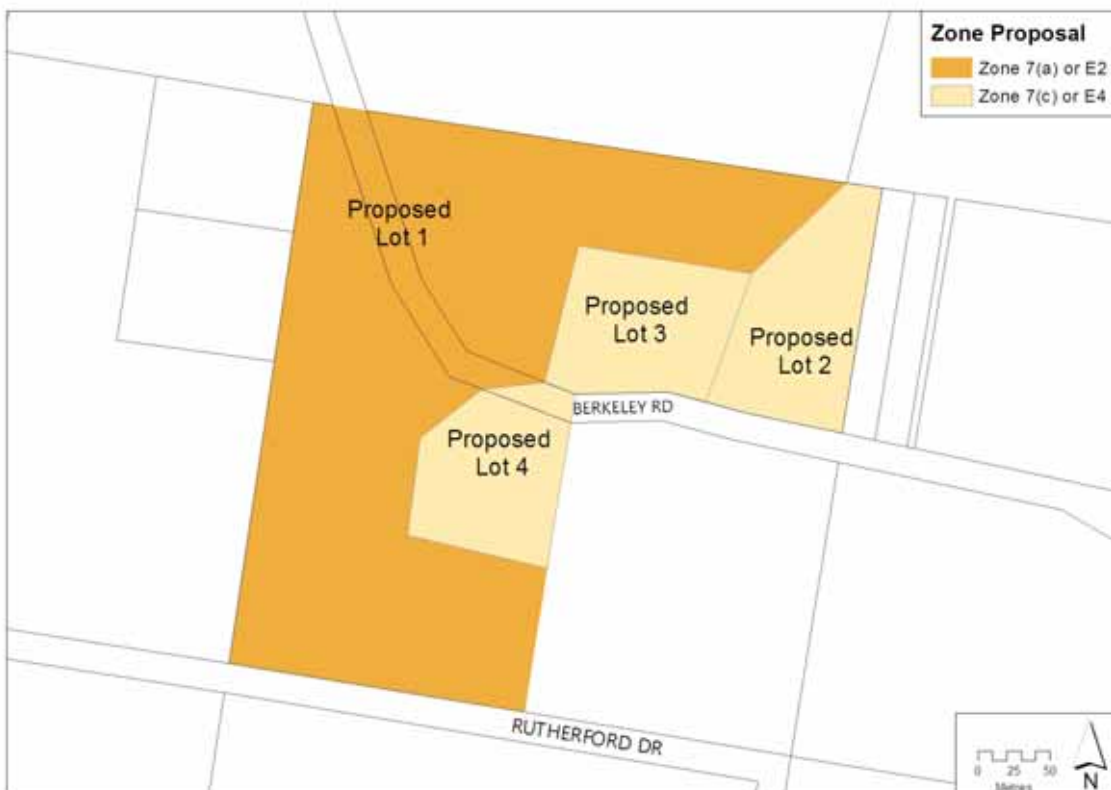 Zone Proposal
Zone 7(a) or E2
Zone 7(c) or E4
Proposed
Lot 1
Proposed
Lot 3
Proposed
Lot 2
BERKELEY RD
Proposed
Lot 4
RUTHERFORD DR
0 25 50
Metres
N